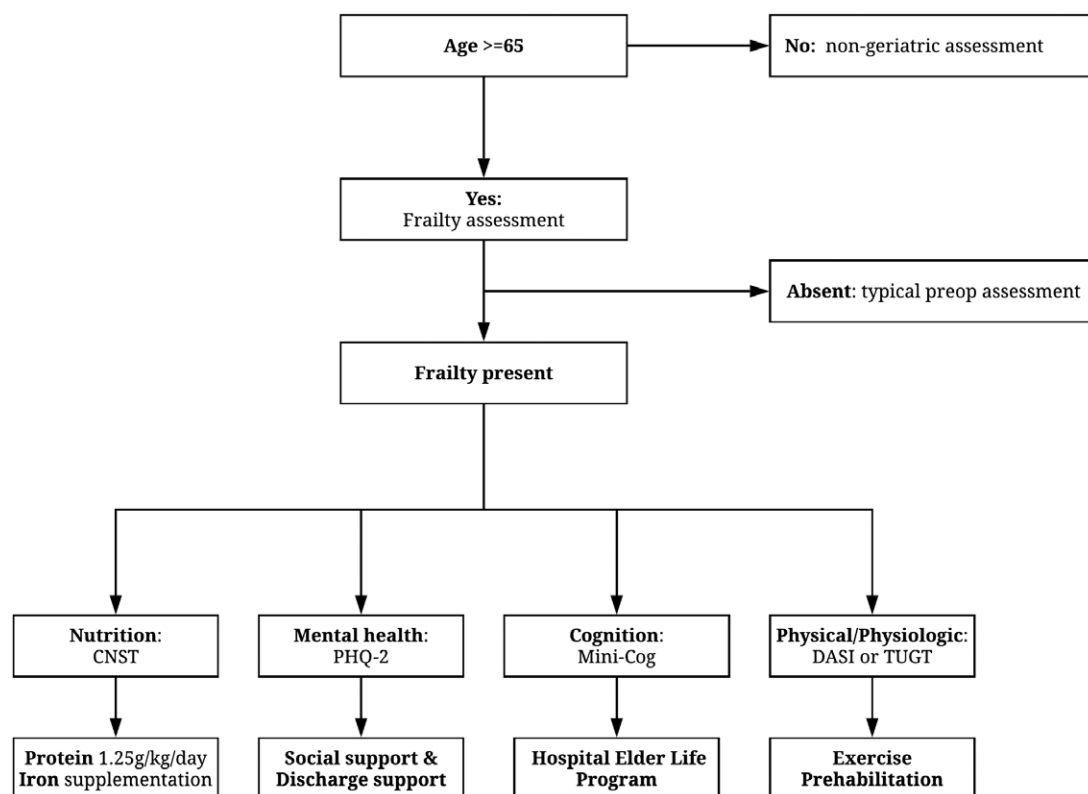 Age >=65
No: non-geriatric assessment
Yes:
Frailty assessment
Absent: typical preop assessment
Frailty present
Nutrition:
CNST
Mental health:
PHQ-2
Cognition:
Mini-Cog
Physical/Physiologic:
DASI or TUGT
Protein 1.25g/kg/day
Iron supplementation
Social support &
Discharge support
Hospital Elder Life
Program
Exercise
Prehabilitation